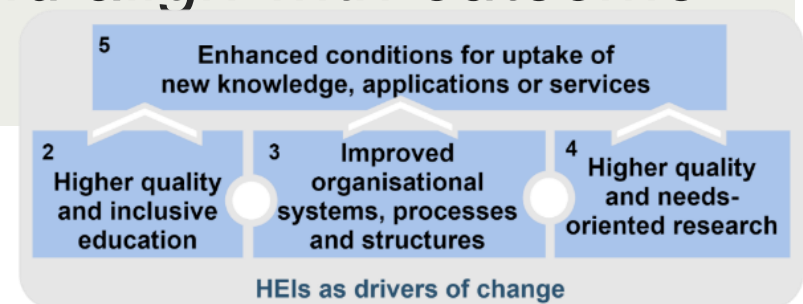 5
Enhanced conditions for uptake of
new knowledge, applications or services
2
Higher quality
and inclusive
education
3
Improved
organisational
systems, processes
and structures
4
Higher quality
and needs-
oriented research
HEIs as drivers of change